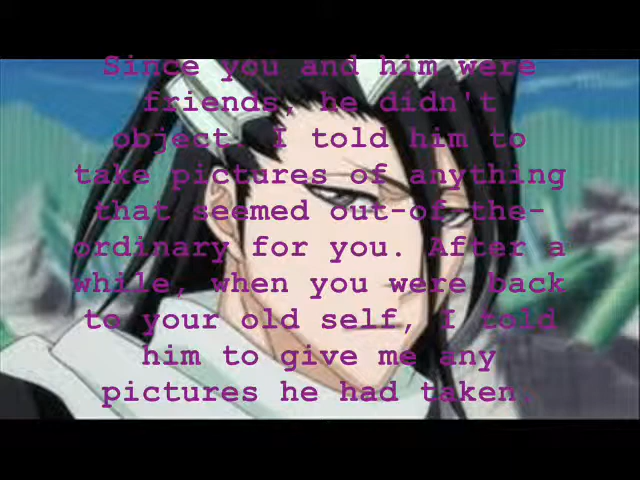 Since you and him were
friends, he didn't
object. I told him to
take pictures of anything
that seemed out-of-the-
ordinary for you. After a
while, when you were back
to your old self, I told
him to give me any
pictures he had taken.